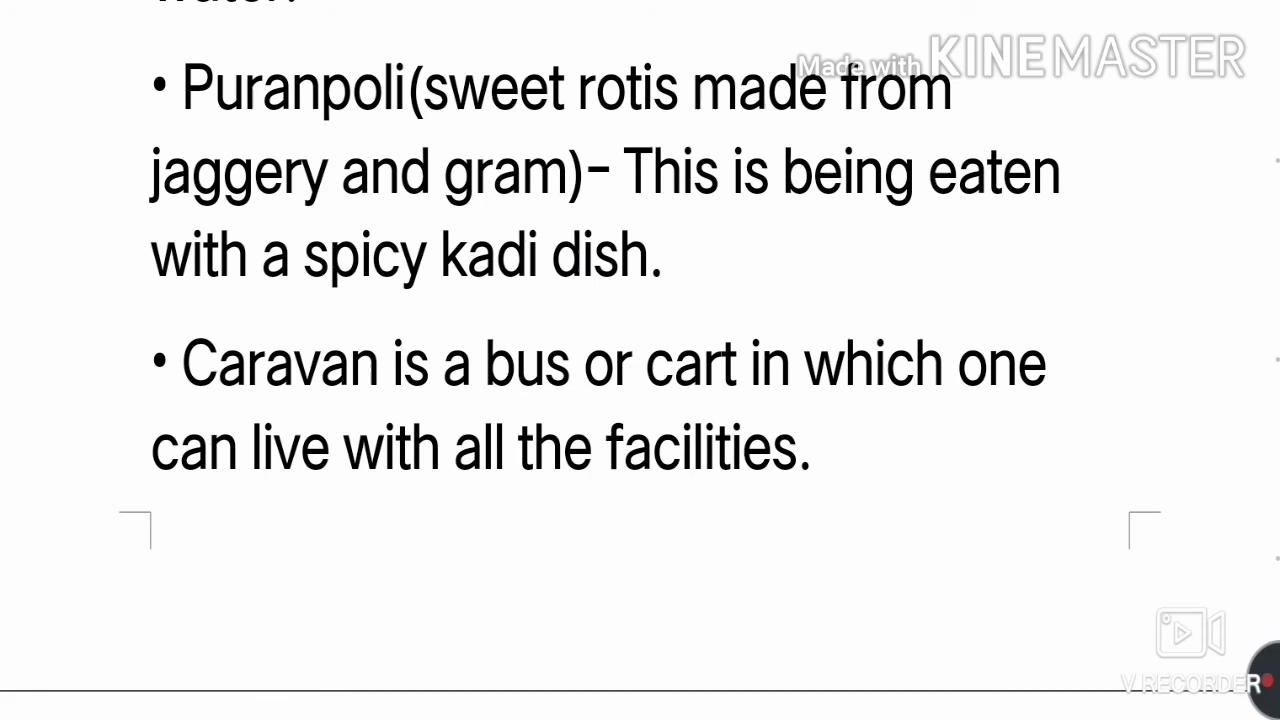 Made with KINEMASTER
• Puranpoli(sweet rotis made from
jaggery and gram)- This is being eaten
with a spicy kadi dish.
• Caravan is a bus or cart in which one
can live with all the facilities.
V RECORDER